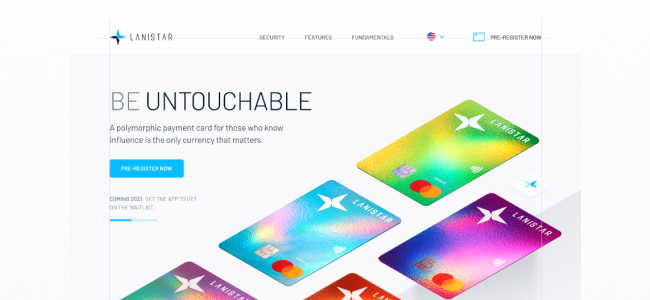 LANISTAR
SECURITY FEATURES FUNDAMENTALS PRE-REGISTER NOW
BE UNTOUCHABLE
A polymorphic payment card for those who know
influence is the only currency that matters.
PRE-REGISTER NOW
COMING 2021. GET THE APP TO GET
ON THE WAITLIST.
LANISTAR
LANISTAR
LANISTAR
LANISTAR
LANISTAR